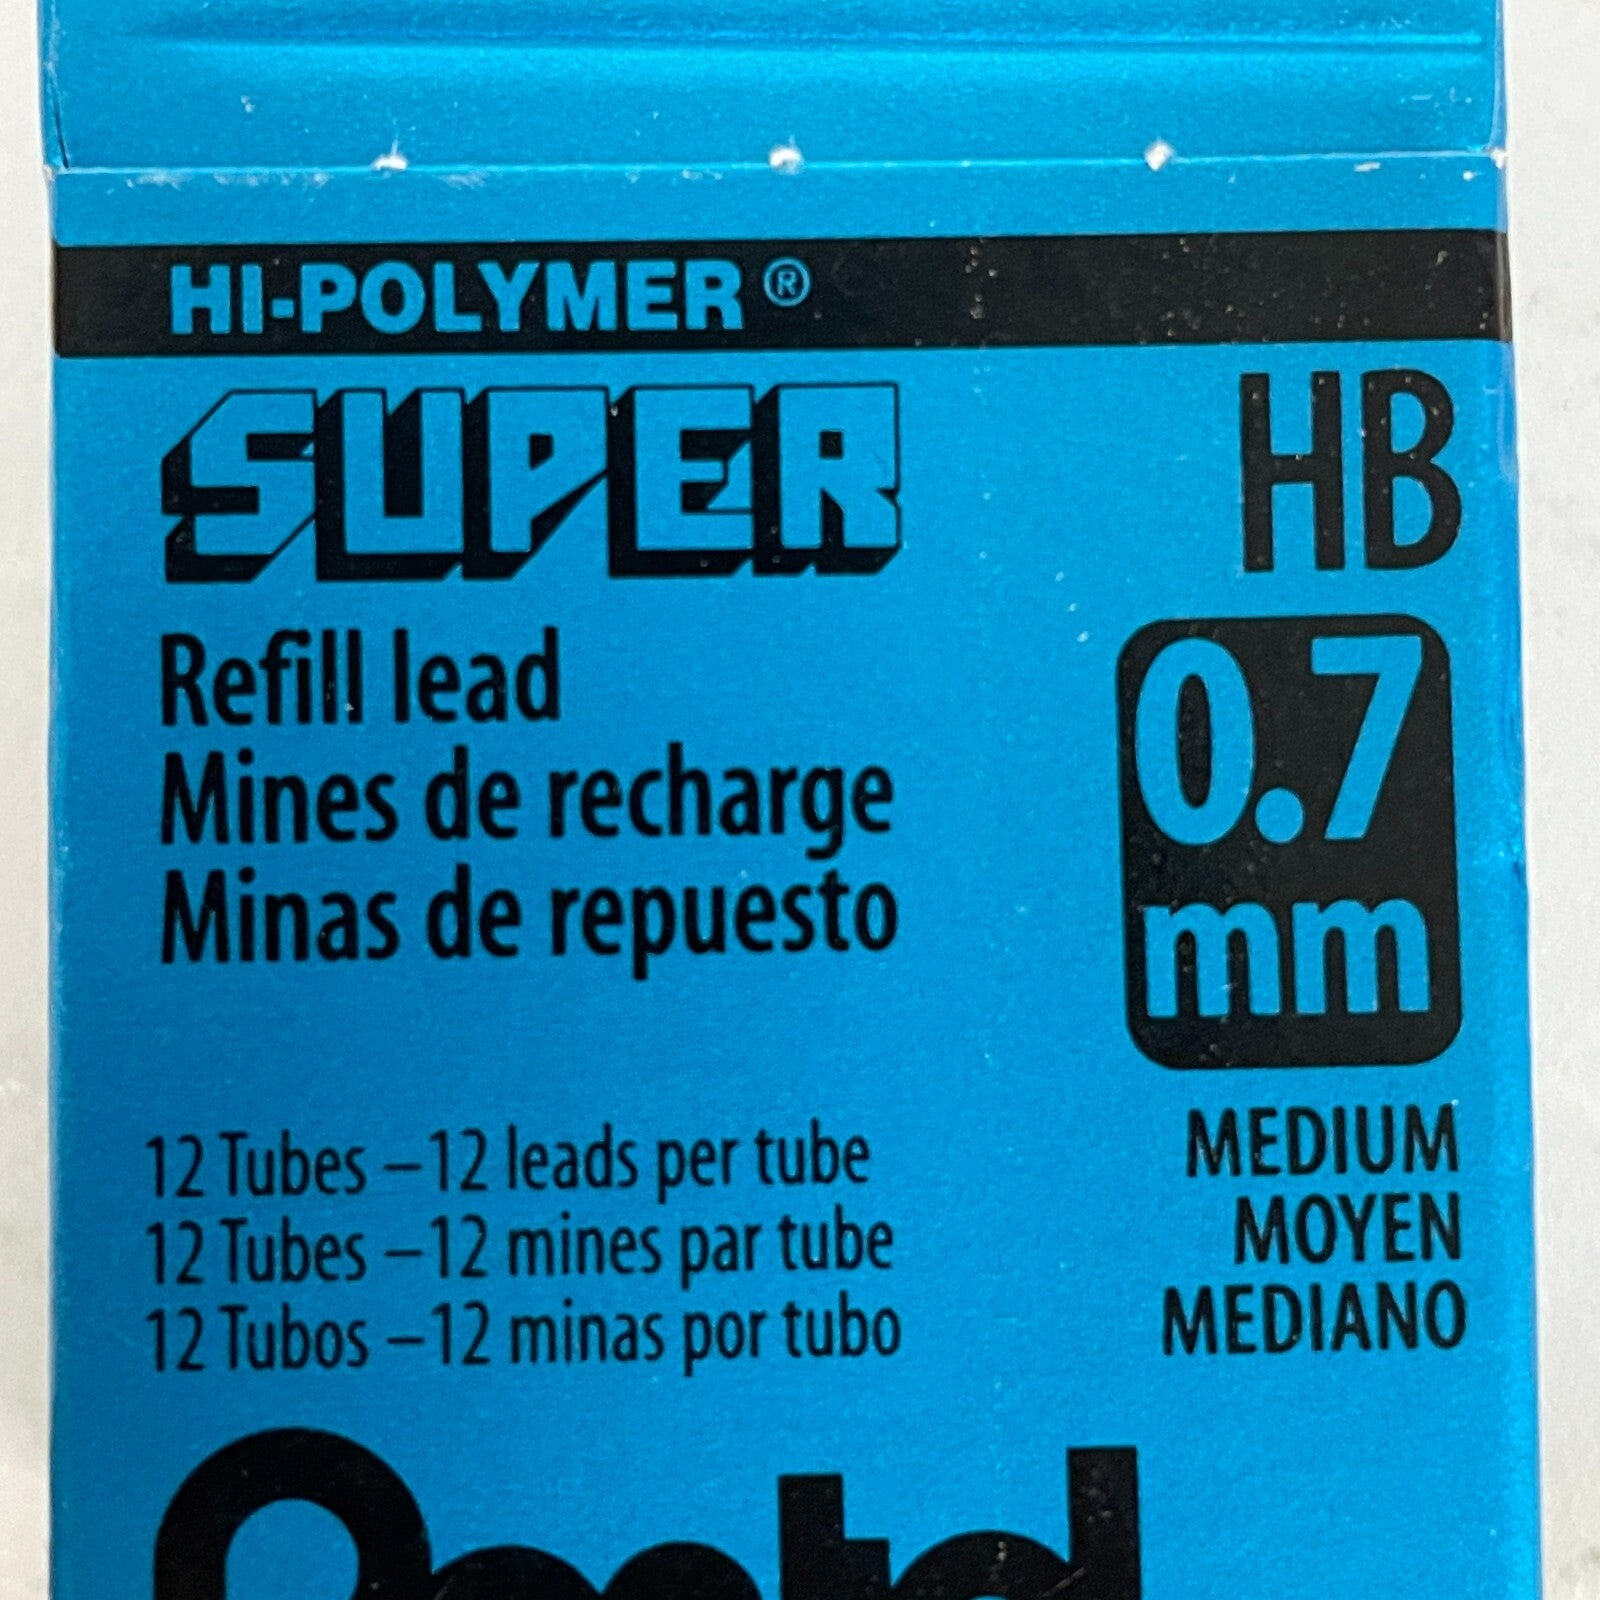 HI-POLYMER®
SUPER
HB
Refill lead
Mines de recharge
Minas de repuesto
0.7
mm
12 Tubes – 12 leads per tube
12 Tubes – 12 mines par tube
12 Tubos – 12 minas por tubo
MEDIUM
MOYEN
MEDIANO